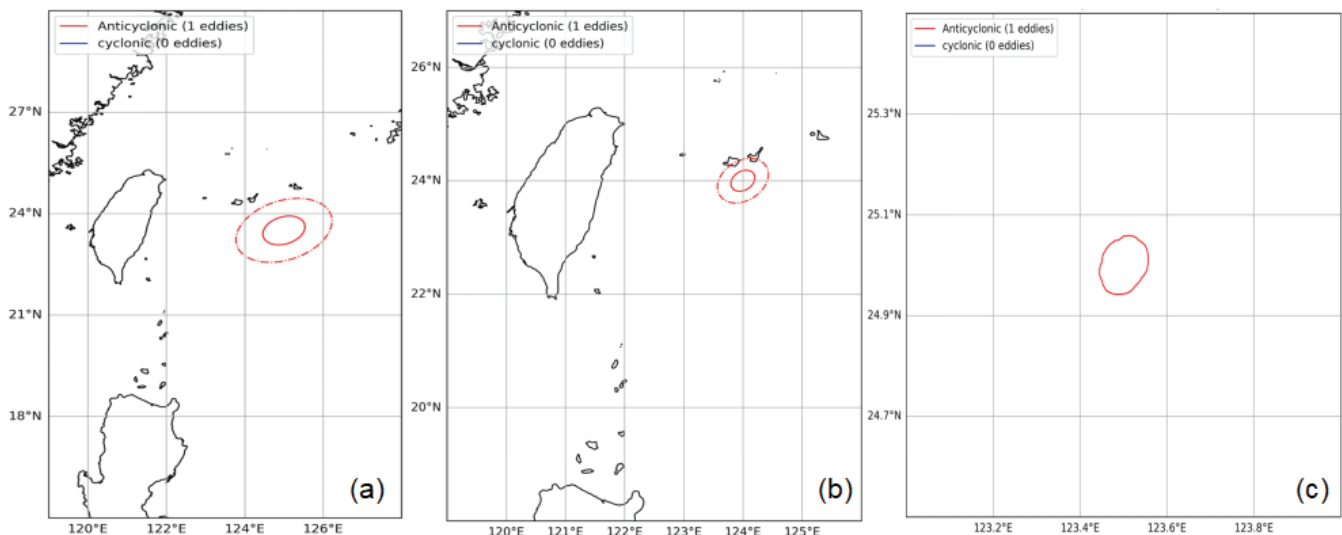 Anticyclonic (1 eddies)
cyclonic (0 eddies)
27°N
24°N
21°N
18°N
120°E 122°E 124°E 126°E
(a)
Anticyclonic (1 eddies)
cyclonic (0 eddies)
26°N
24°N
22°N
20°N
120°E 121°E 122°E 123°E 124°E 125°E
(b)
Anticyclonic (1 eddies)
cyclonic (0 eddies)
25.3°N
25.1°N
24.9°N
24.7°N
123.2°E 123.4°E 123.6°E 123.8°E
(c)